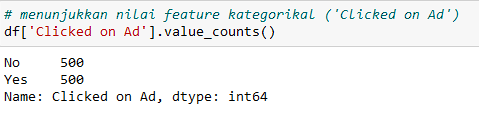 # menunjukkan nilai feature kategorikal ('Clicked on Ad')
df['Clicked on Ad'].value_counts()
No     500
Yes    500
Name: Clicked on Ad, dtype: int64